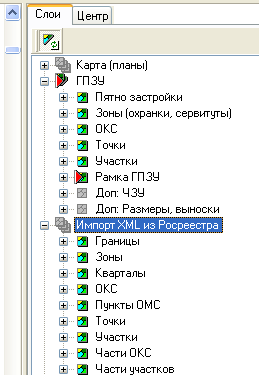 Слои
Центр
Карта (планы)
ГПЗУ
Пятно застройки
Зоны (охранки, сервитуты)
ОКС
Точки
Участки
Рамка ГПЗУ
Доп: ЧЗУ
Доп: Размеры, выноски
Импорт XML из Росреестра
Границы
Зоны
Кварталы
ОКС
Пункты ОМС
Точки
Участки
Части ОКС
Части участков